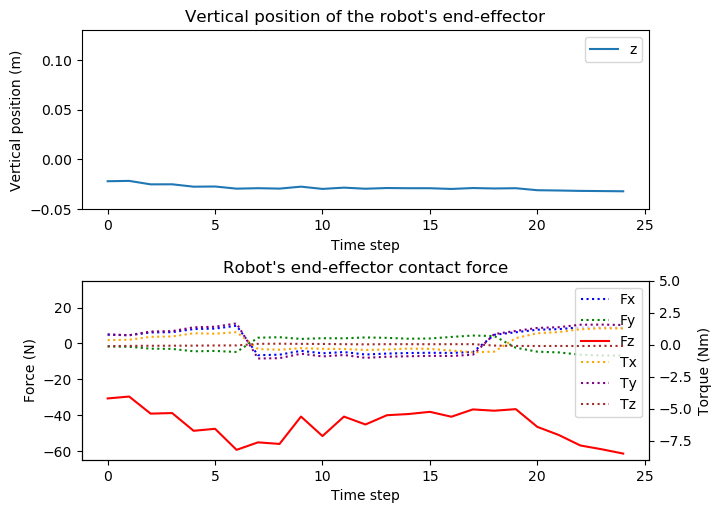 Vertical position of the robot's end-effector
Vertical position (m)
0.10
0.05
0.00
−0.05
z
0 5 10 15 20 25
Time step
Robot's end-effector contact force
Force (N)
20
0
−20
−40
−60
Fx
Fy
Fz
Tx
Ty
Tz
5.0
2.5
0.0
−2.5
−5.0
−7.5
Torque (Nm)
0 5 10 15 20 25
Time step